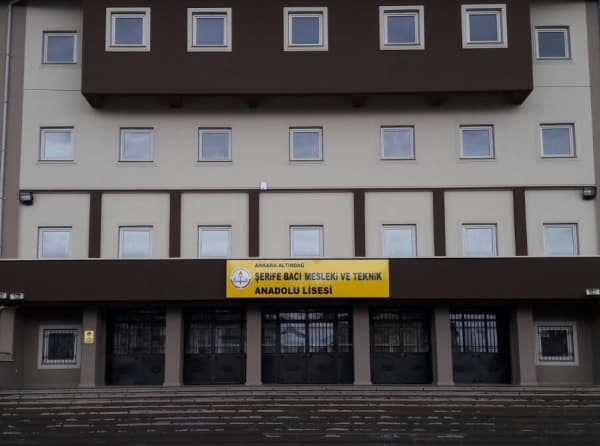 ANKARA-ALTINDAĞ
ŞERİFE BACI MESLEKİ VE TEKNİK
ANADOLU LİSESİ